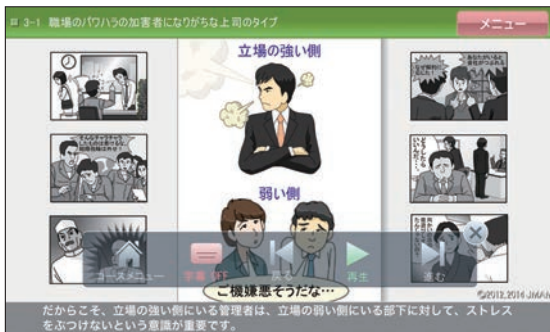 3-1 職場のパワハラの加害者になりがちな上司のタイプ
メニュー
立場の強い側
弱い側
ご機嫌悪そうだな…
コースメニュー
字幕 OFF
戻る
再生
進む
©2012,2016 JMAM
だからこそ、立場の強い側にいる管理者は、立場の弱い側にいる部下に対して、ストレス
をぶつけないという意識が重要です。